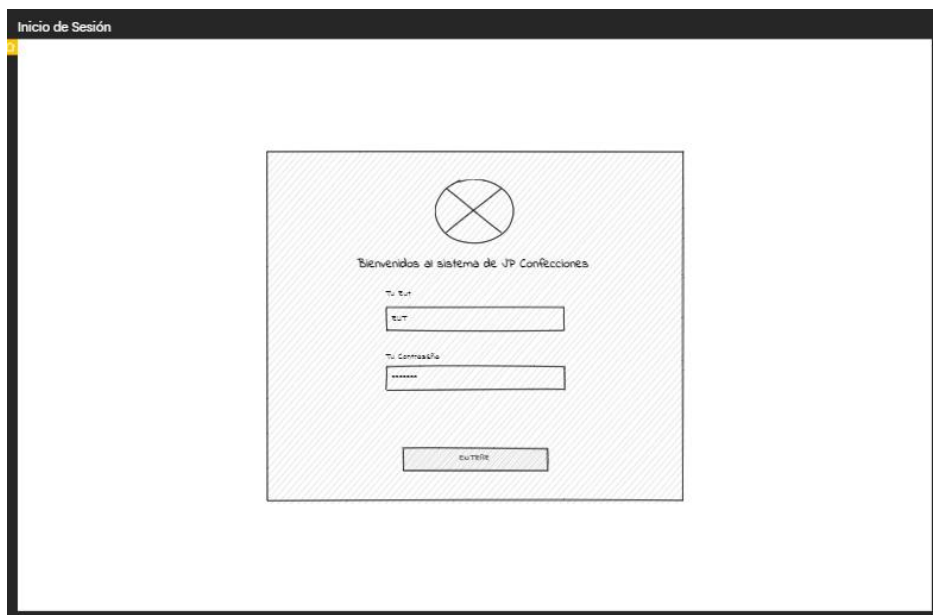 Inicio de Sesión
Bienvenidos al sistema de JP Confecciones
Tu Rut
RUT
Tu Contraseña
*******
ENTRAR